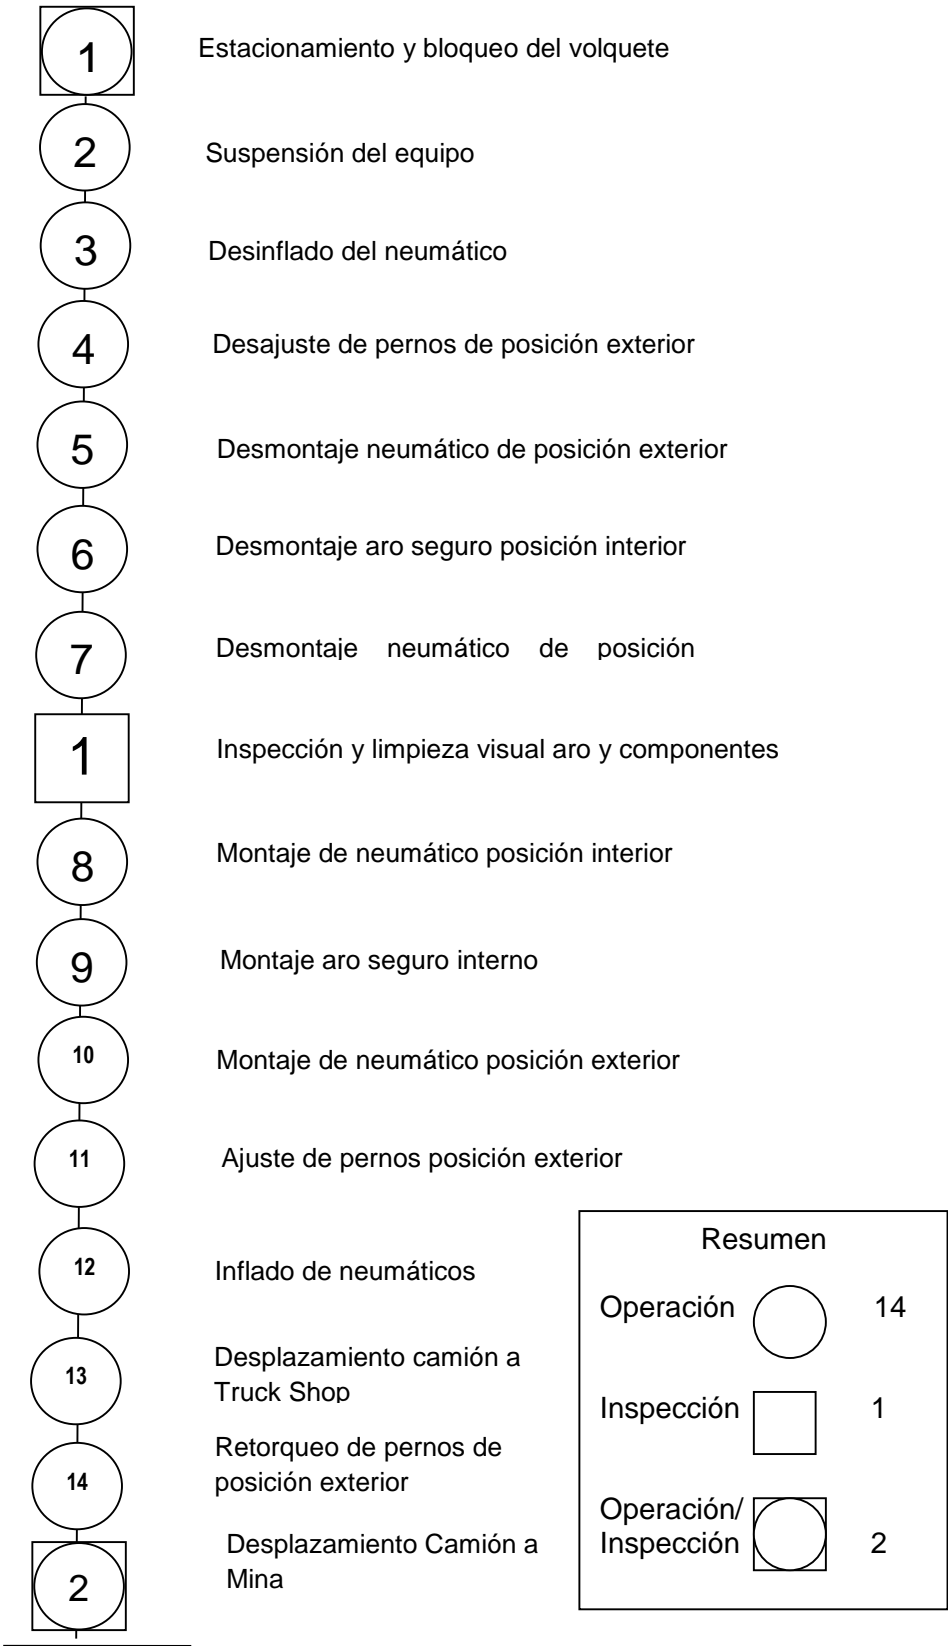 1 Estacionamiento y bloqueo del volquete
2 Suspensión del equipo
3 Desinflado del neumático
4 Desajuste de pernos de posición exterior
5 Desmontaje neumático de posición exterior
6 Desmontaje aro seguro posición interior
7 Desmontaje neumático de posición
1 Inspección y limpieza visual aro y componentes
8 Montaje de neumático posición interior
9 Montaje aro seguro interno
10 Montaje de neumático posición exterior
11 Ajuste de pernos posición exterior
12 Inflado de neumáticos
13 Desplazamiento camión a
Truck Shop
14 Retorqueo de pernos de
posición exterior
2 Desplazamiento Camión a
Mina
Resumen
Operación 14
Inspección 1
Operación/
Inspección 2